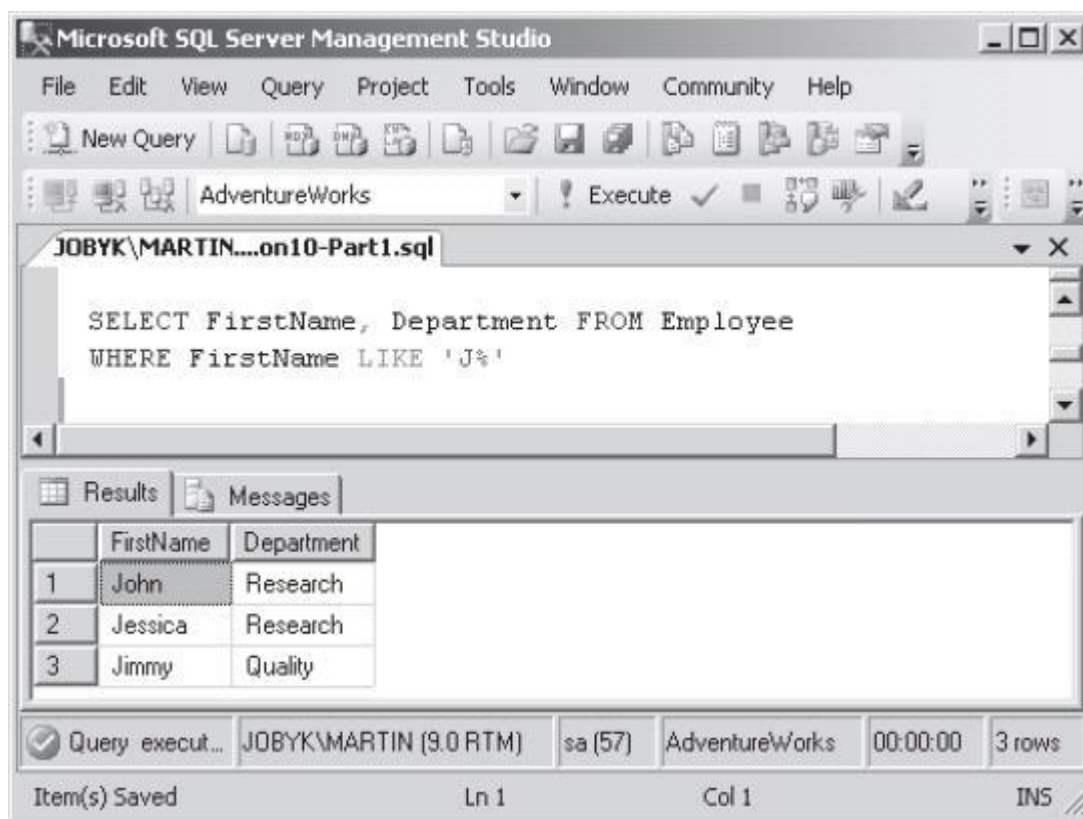 Microsoft SQL Server Management Studio
File Edit View Query Project Tools Window Community Help
New Query
AdventureWorks Execute
JOBYK\MARTIN....on10-Part1.sql
SELECT FirstName, Department FROM Employee
WHERE FirstName LIKE 'J%'
Results Messages
FirstName Department
1 John Research
2 Jessica Research
3 Jimmy Quality
Query execut... JOBYK\MARTIN (9.0 RTM) sa (57) AdventureWorks 00:00:00 3 rows
Item(s) Saved Ln 1 Col 1 INS